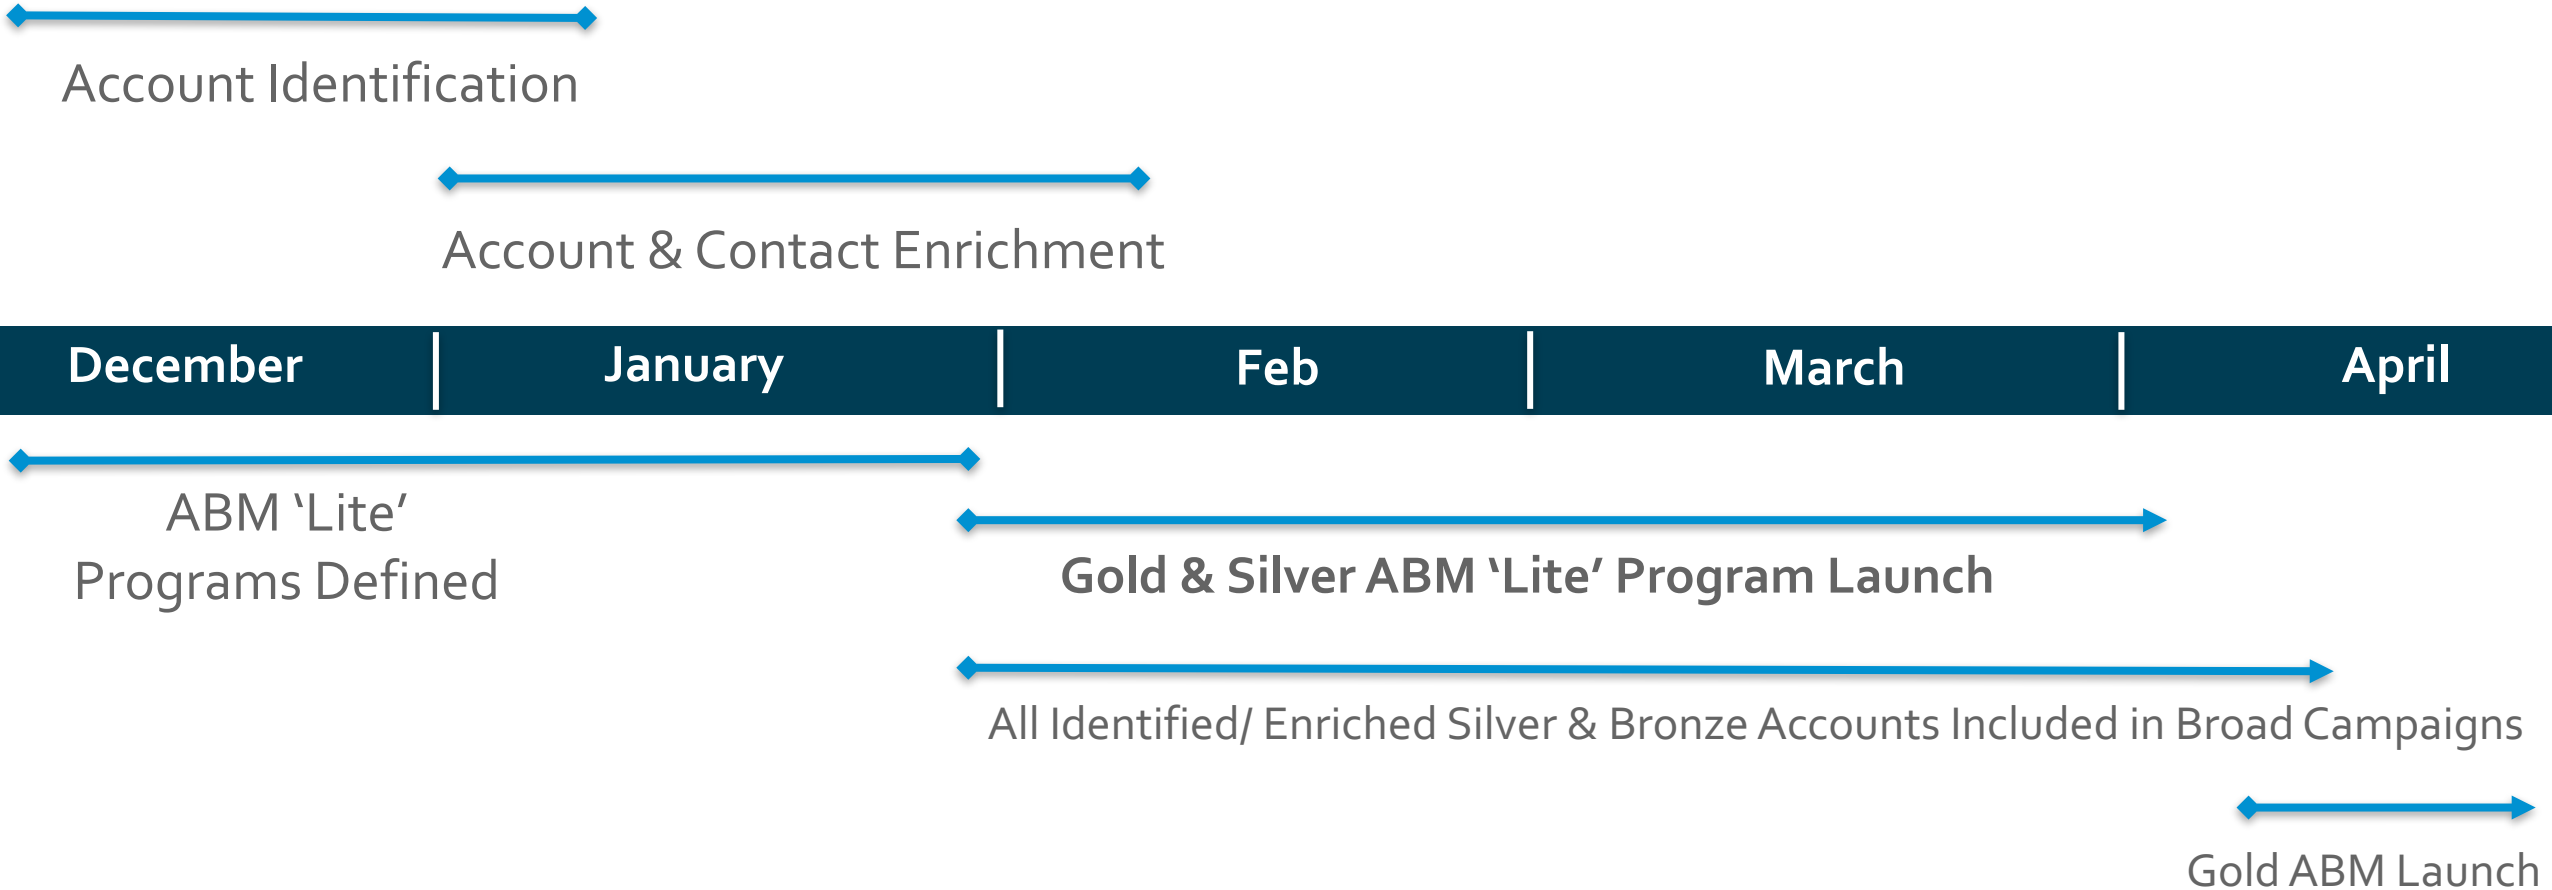 Account Identification
Account & Contact Enrichment
December January Feb March April
ABM ‘Lite’
Programs Defined
Gold & Silver ABM ‘Lite’ Program Launch
All Identified/ Enriched Silver & Bronze Accounts Included in Broad Campaigns
Gold ABM Launch